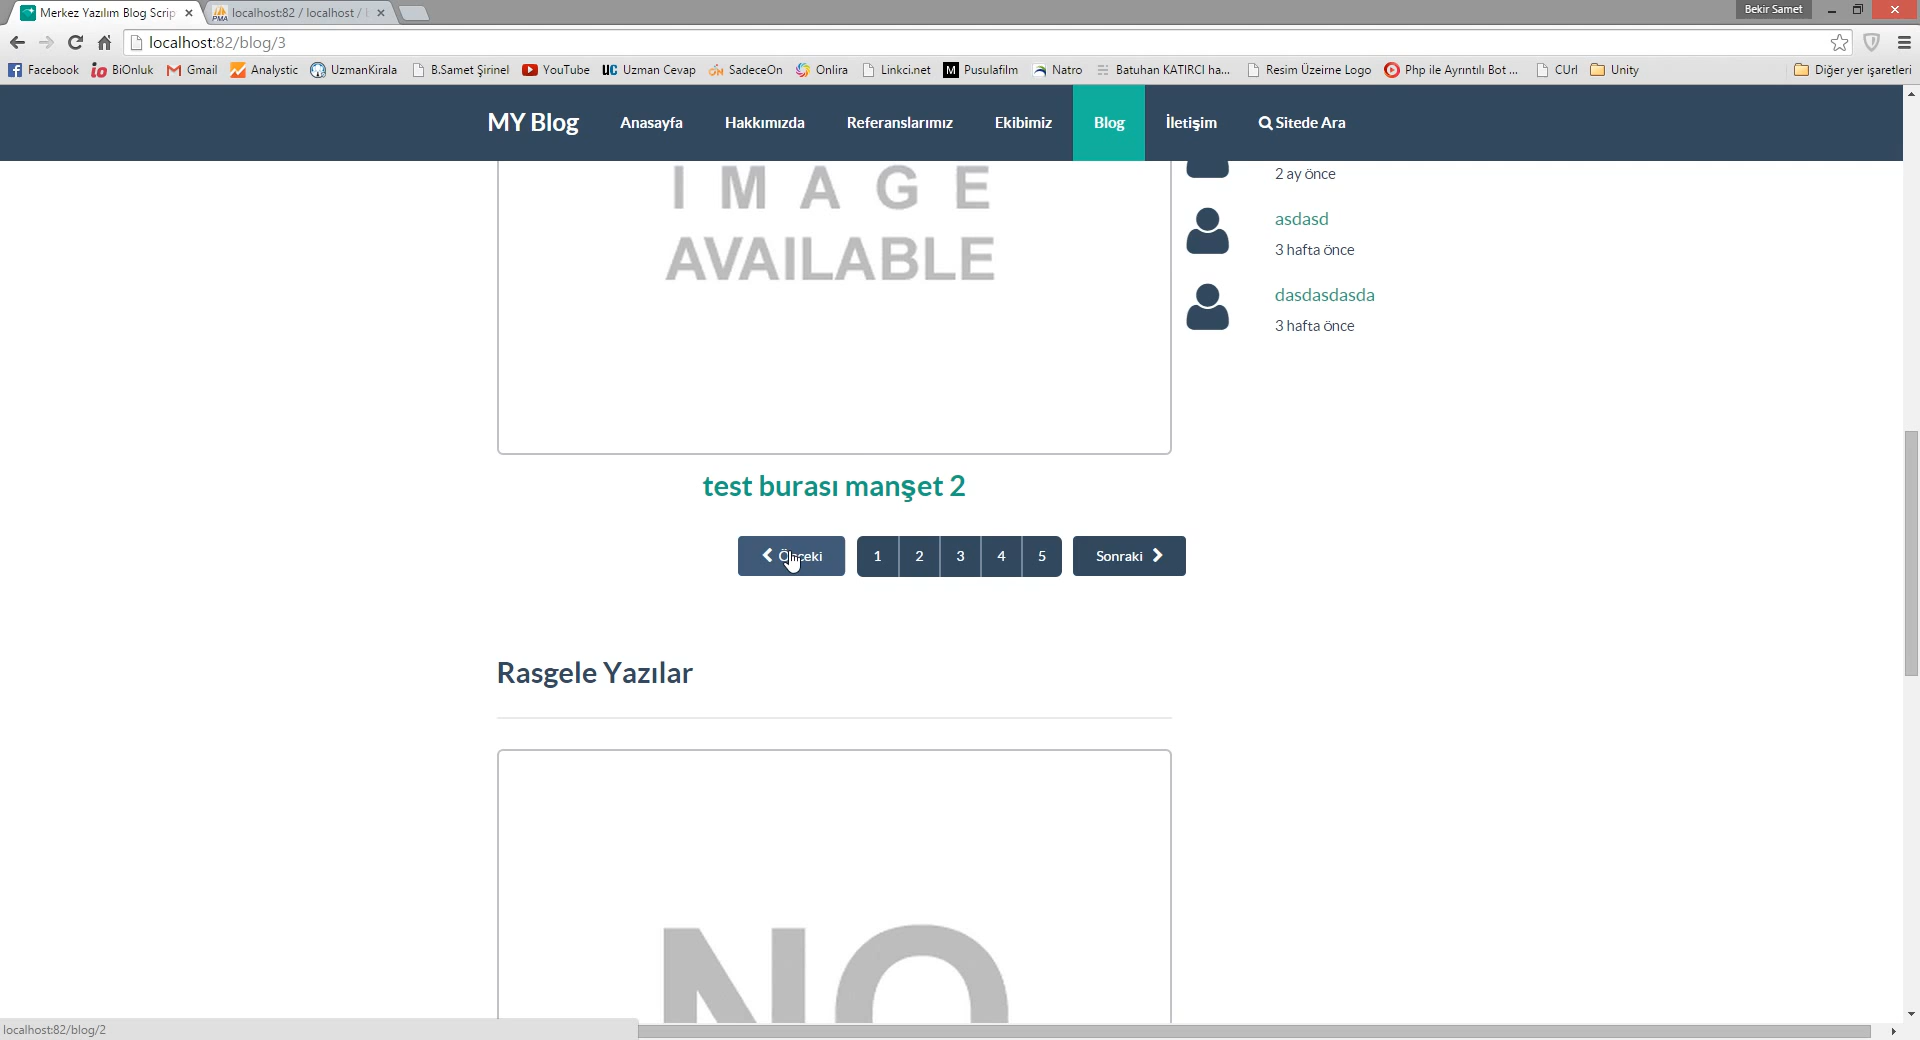 Merkez Yazılım Blog Scrip
localhost:82 / localhost /
Bekir Samet
localhost:82/blog/3
Facebook BiOnluk Gmail Analystic UzmanKirala B.Samet Şirinel YouTube Uzman Cevap SadeceOn Onlira Linkci.net Pusulafilm Natro Batuhan KATIRCI ha... Resim Üzeirne Logo Php ile Ayrıntılı Bot ... CUrl Unity Diğer yer işaretleri
MY Blog Anasayfa Hakkımızda Referanslarımız Ekibimiz Blog İletişim Sitede Ara
IMAGE
AVAILABLE
2 ay önce
asdasd
3 hafta önce
dasdasdasda
3 hafta önce
test burası manşet 2
Önceki 1 2 3 4 5 Sonraki
Rasgele Yazılar
NO
localhost:82/blog/2